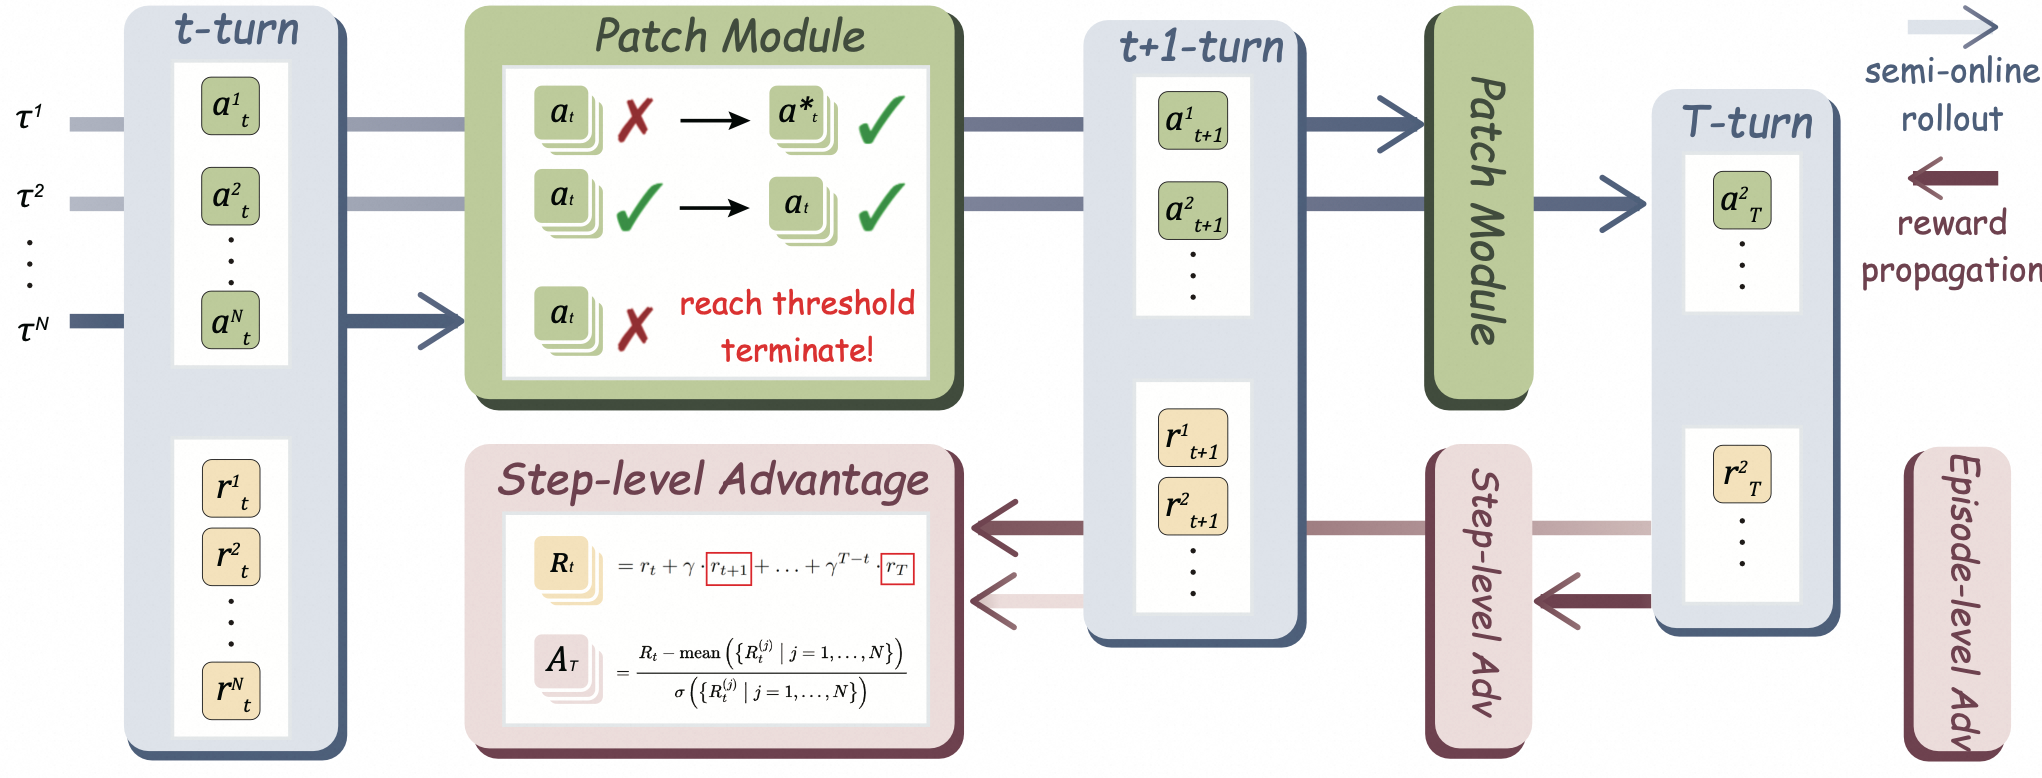 t-turn
τ¹
τ²
⋮
τᴺ
a¹ₜ
a²ₜ
⋮
aᴺₜ
r¹ₜ
r²ₜ
⋮
rᴺₜ
Patch Module
aₜ ✗ → a*ₜ ✓
aₜ ✓ → aₜ ✓
aₜ ✗ reach threshold
terminate!
Step-level Advantage
Rₜ = rₜ + γ · rₜ₊₁ + … + γ^{T−t} · r_T
A_T = \frac{Rₜ − mean ({Rₜ^{(j)} | j = 1, …, N})}{σ ({Rₜ^{(j)} | j = 1, …, N})}
t+1-turn
a¹ₜ₊₁
a²ₜ₊₁
⋮
r¹ₜ₊₁
r²ₜ₊₁
⋮
Patch Module
Step-level Adv
T-turn
a²_T
⋮
r²_T
⋮
semi-online
rollout
reward
propagation
Episode-level Adv